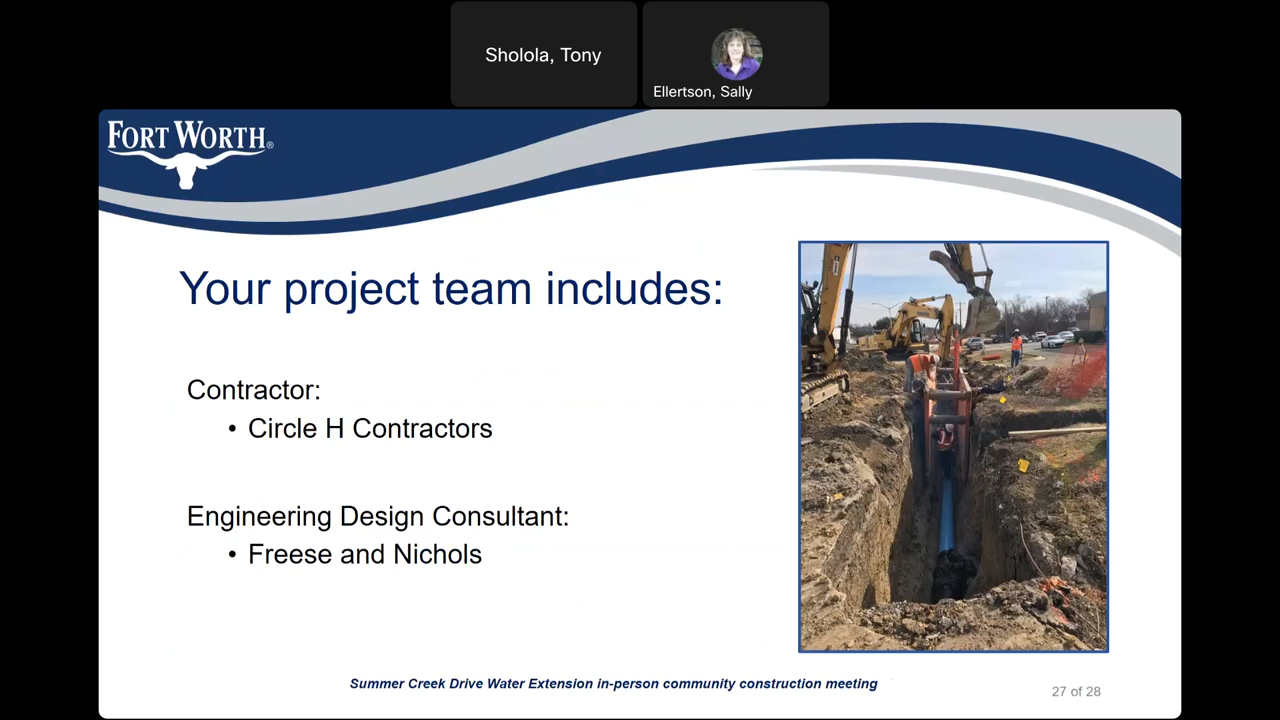 Sholola, Tony
Ellertson, Sally
FORT WORTH®
Your project team includes:
Contractor:
• Circle H Contractors
Engineering Design Consultant:
• Freese and Nichols
Summer Creek Drive Water Extension in-person community construction meeting
27 of 28